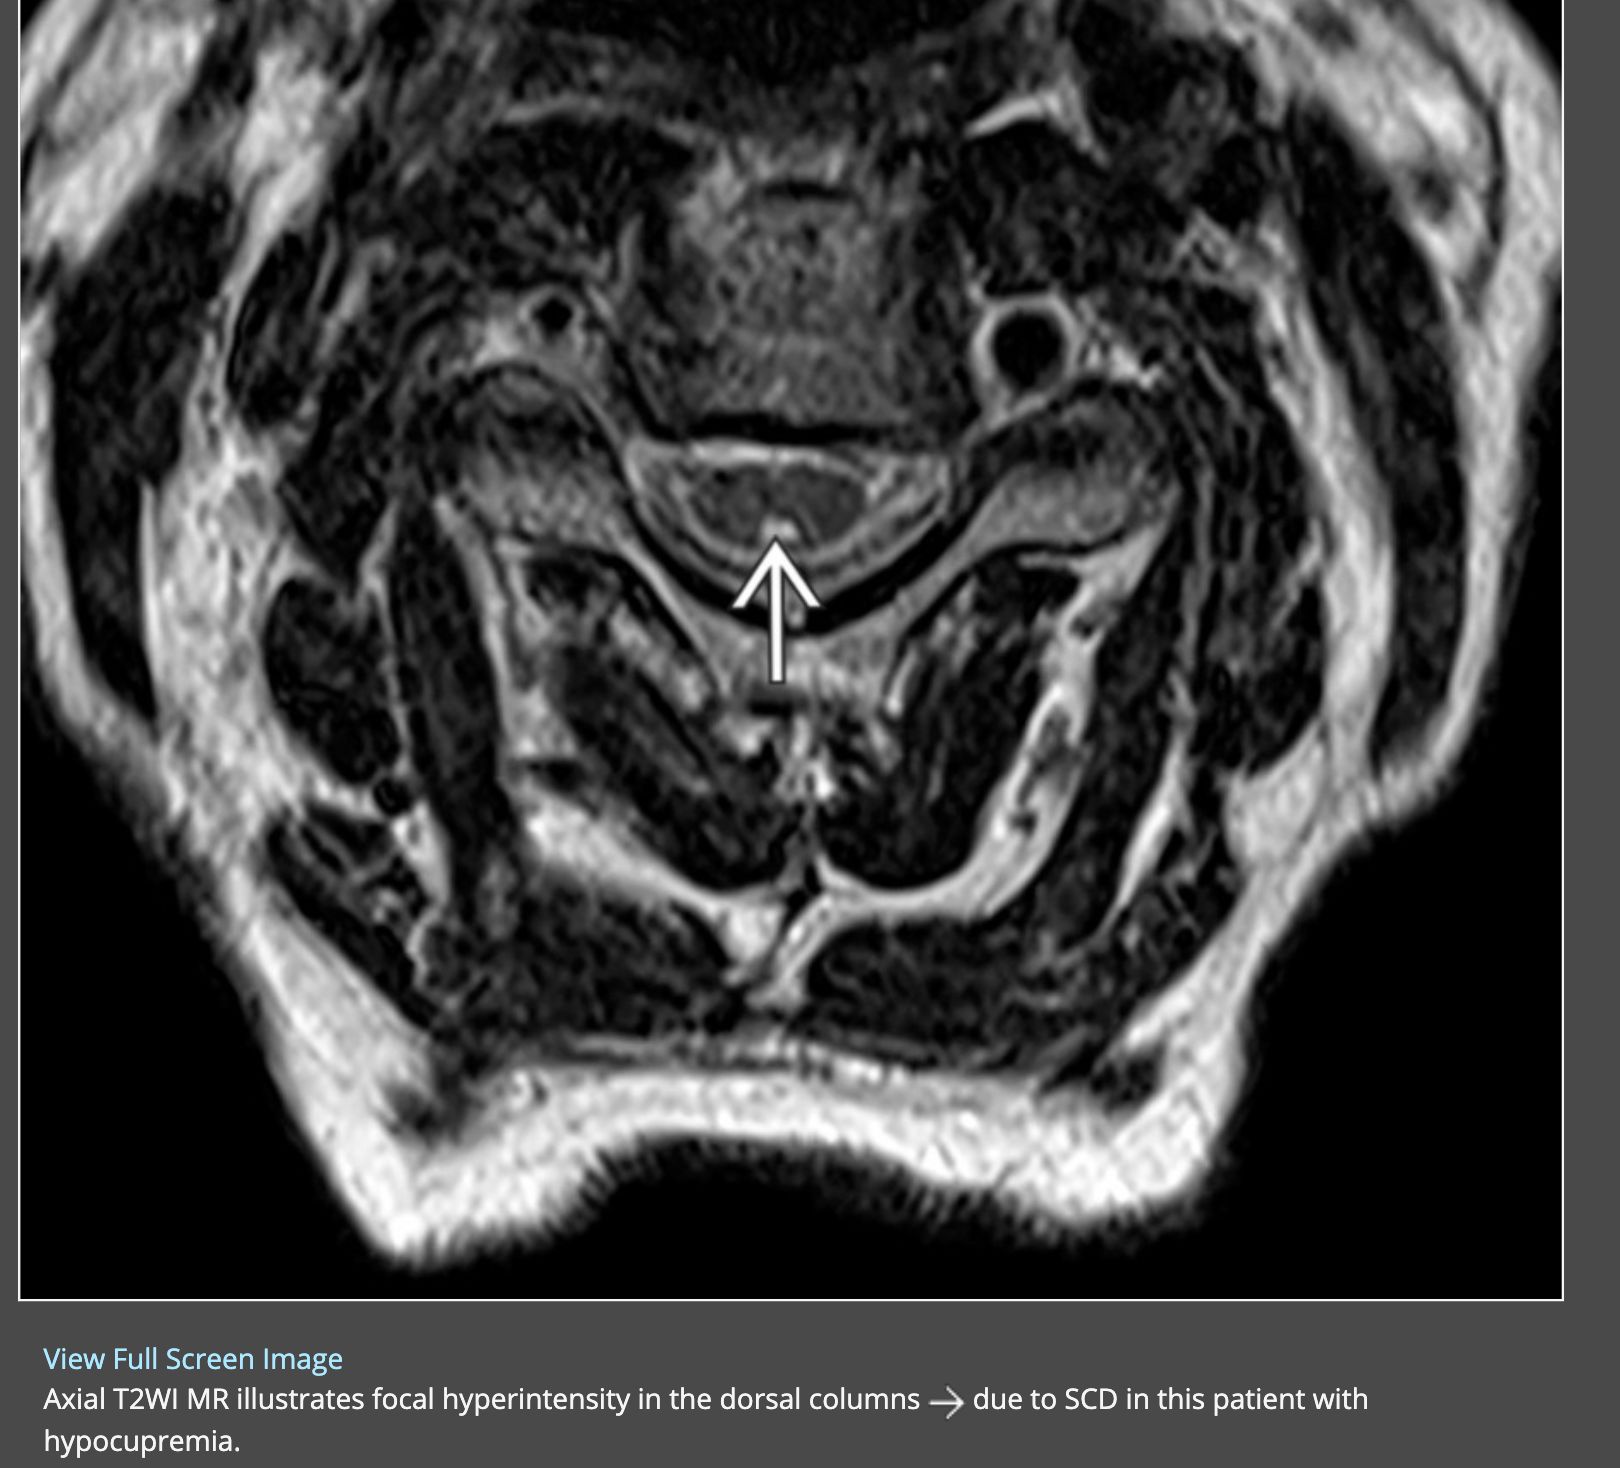 View Full Screen Image
Axial T2WI MR illustrates focal hyperintensity in the dorsal columns → due to SCD in this patient with
hypocupremia.